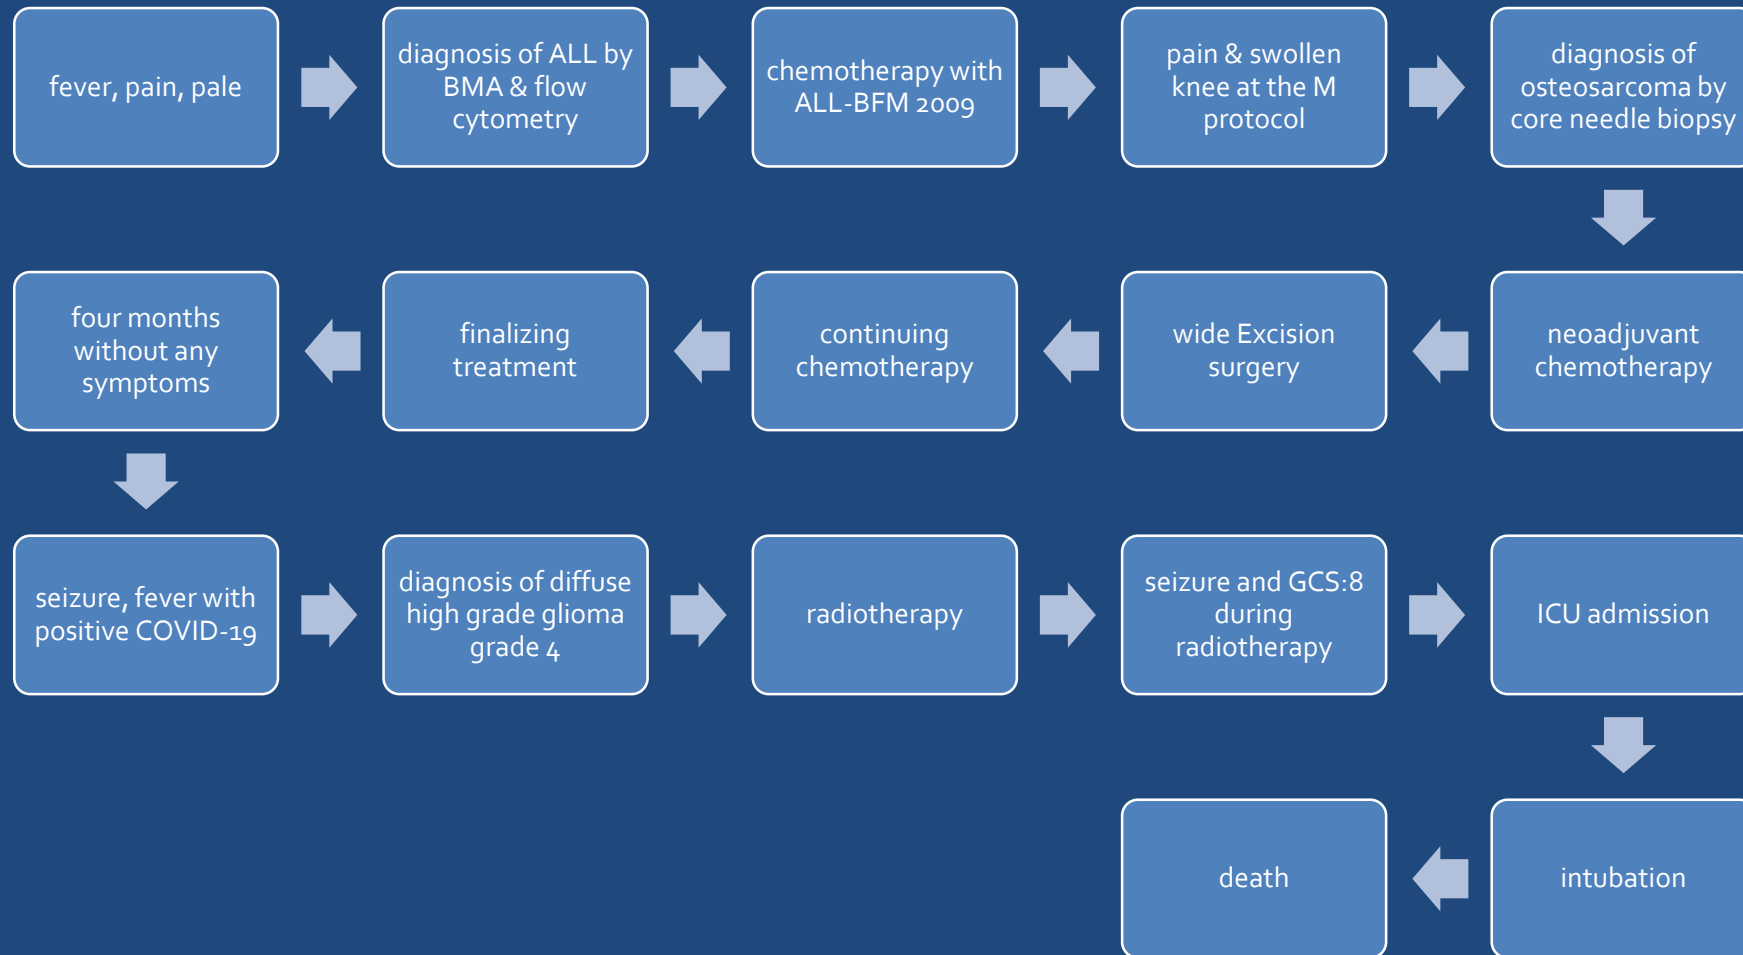 fever, pain, pale
diagnosis of ALL by
BMA & flow
cytometry
chemotherapy with
ALL-BFM 2009
pain & swollen
knee at the M
protocol
diagnosis of
osteosarcoma by
core needle biopsy
neoadjuvant
chemotherapy
wide Excision
surgery
continuing
chemotherapy
finalizing
treatment
four months
without any
symptoms
seizure, fever with
positive COVID-19
diagnosis of diffuse
high grade glioma
grade 4
radiotherapy
seizure and GCS:8
during
radiotherapy
ICU admission
intubation
death